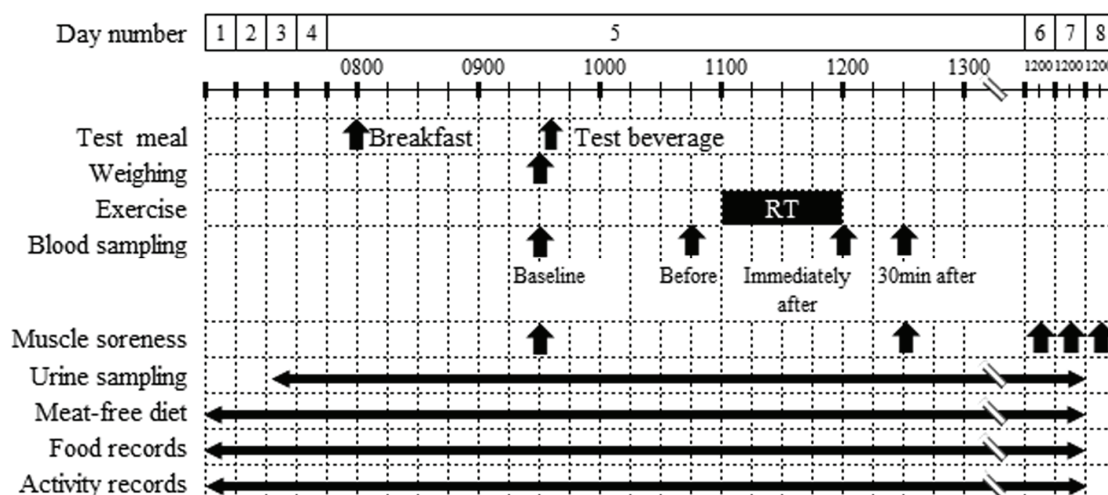 Day number 1 2 3 4 5 6 7 8
0800 0900 1000 1100 1200 1300 1200 1200 1200
Test meal Breakfast Test beverage
Weighing
Exercise RT
Blood sampling
Baseline Before Immediately after 30min after
Muscle soreness
Urine sampling
Meat-free diet
Food records
Activity records